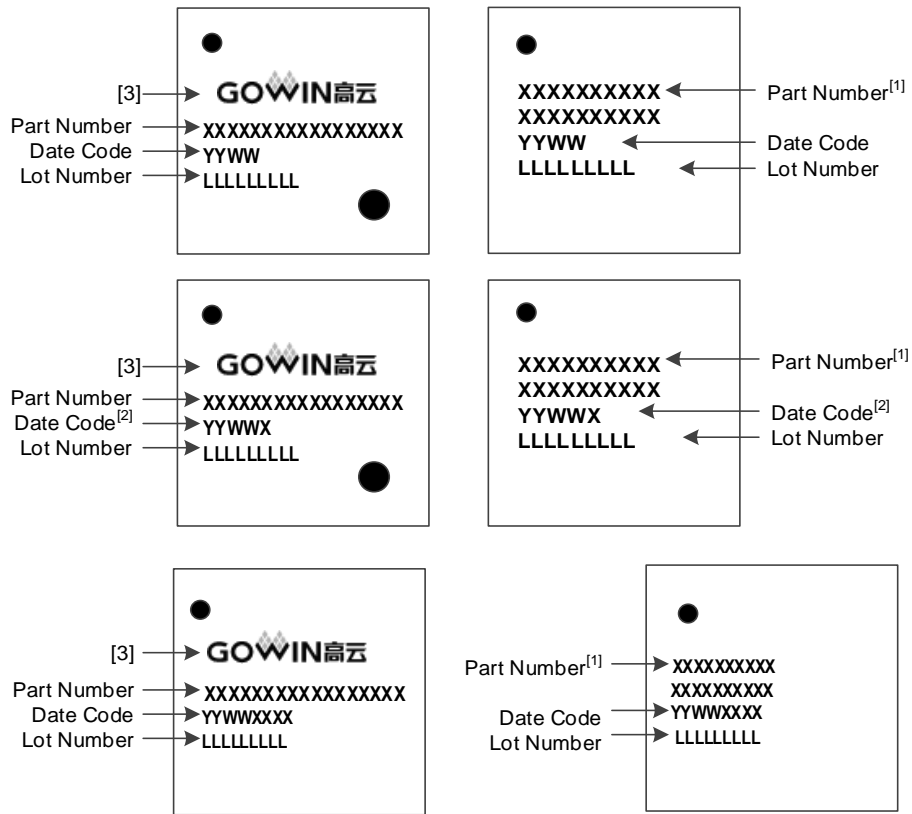 [3]
GOWIN高云
Part Number
XXXXXXXXXXXXXXXXX
Date Code
YYWW
Lot Number
LLLLLLLLL
XXXXXXXXXX
Part Number[1]
XXXXXXXXXX
YYWW
Date Code
LLLLLLLLL
Lot Number
[3]
GOWIN高云
Part Number
XXXXXXXXXXXXXXXXX
Date Code[2]
YYWWX
Lot Number
LLLLLLLLL
XXXXXXXXXX
Part Number[1]
XXXXXXXXXX
YYWWX
Date Code[2]
LLLLLLLLL
Lot Number
[3]
GOWIN高云
Part Number
XXXXXXXXXXXXXXXXX
Date Code
YYWWXXXX
Lot Number
LLLLLLLLL
Part Number[1]
XXXXXXXXXX
XXXXXXXXXX
Date Code
YYWWXXXX
Lot Number
LLLLLLLLL